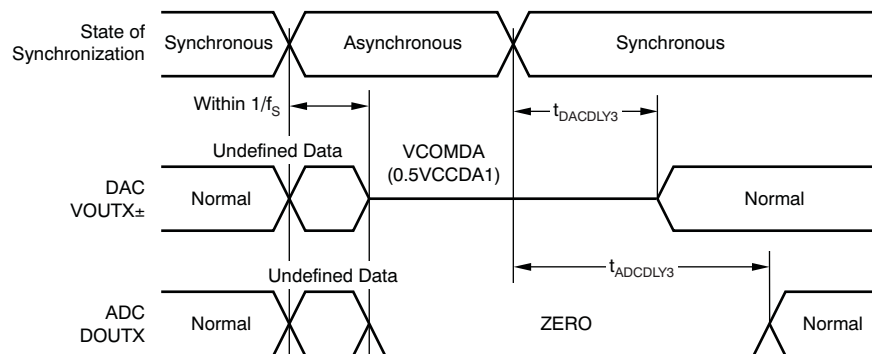 State of
Synchronization
Synchronous
Asynchronous
Synchronous
Within 1/fS
tDACDLY3
Undefined Data
VCOMDA
(0.5VCCDA1)
DAC
VOUTX±
Normal
Normal
Undefined Data
tADCDLY3
ADC
DOUTX
Normal
ZERO
Normal